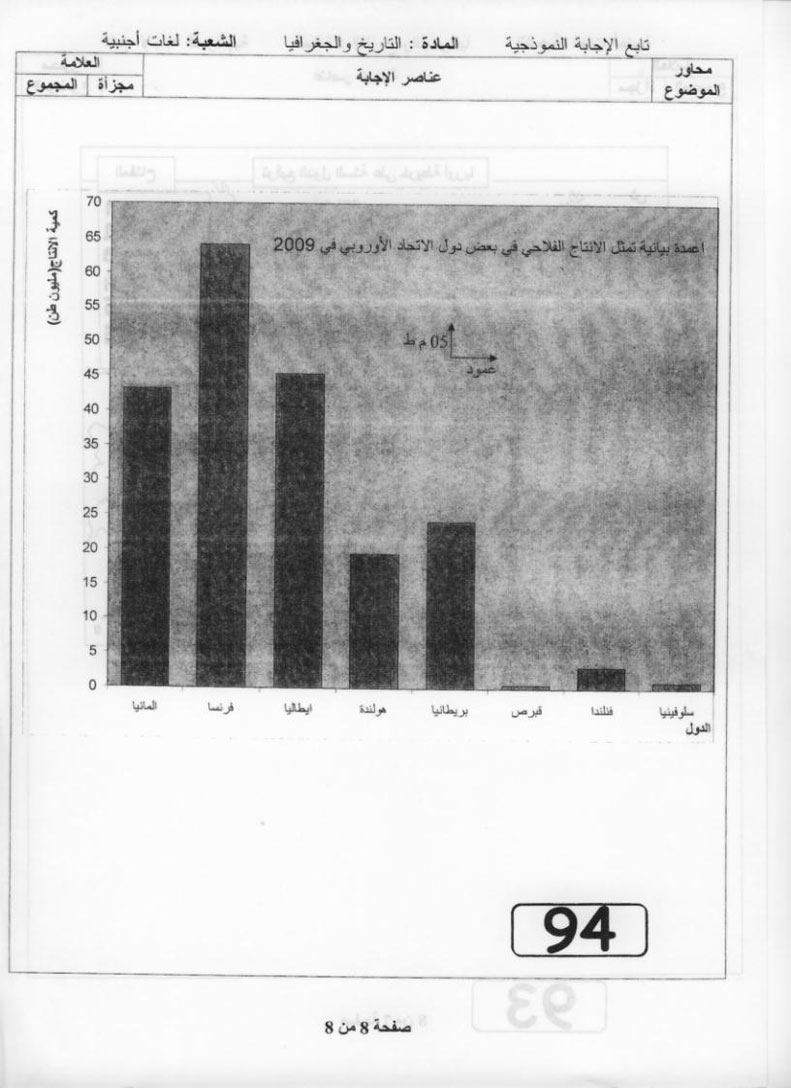 تابع الإجابة النموذجية المادة : التاريخ والجغرافيا الشعبة: لغات أجنبية
محاور الموضوع
عناصر الإجابة
العلامة
مجزأة المجموع
كمية الانتاج(مليون طن)
اعمدة بيانية تمثل الانتاج الفلاحي في بعض دول الاتحاد الأوروبي في 2009
05 م ط
عمود
70
65
60
55
50
45
40
35
30
25
20
15
10
5
0
المانيا فرنسا ايطاليا هولندة بريطانيا قبرص فنلندا سلوفينيا
الدول
94
صفحة 8 من 8